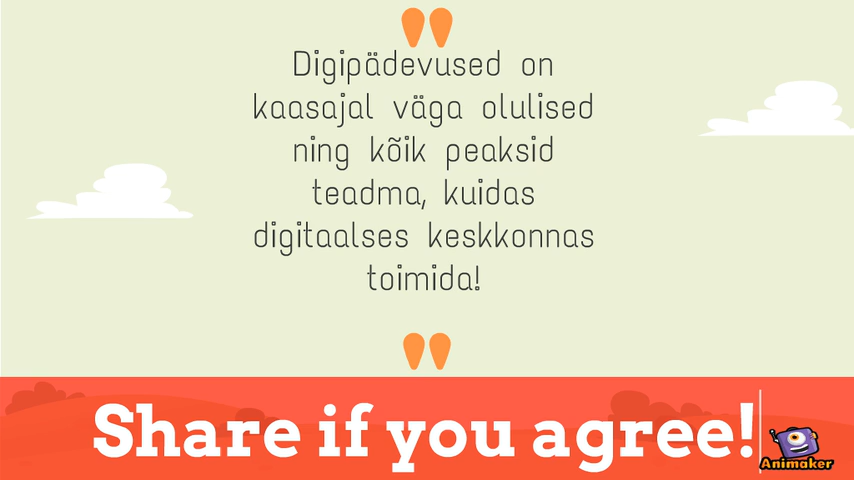 Digipädevused on
kaasajal väga olulised
ning kõik peaksid
teadma, kuidas
digitaalses keskkonnas
toimida!
Share if you agree!
Animaker